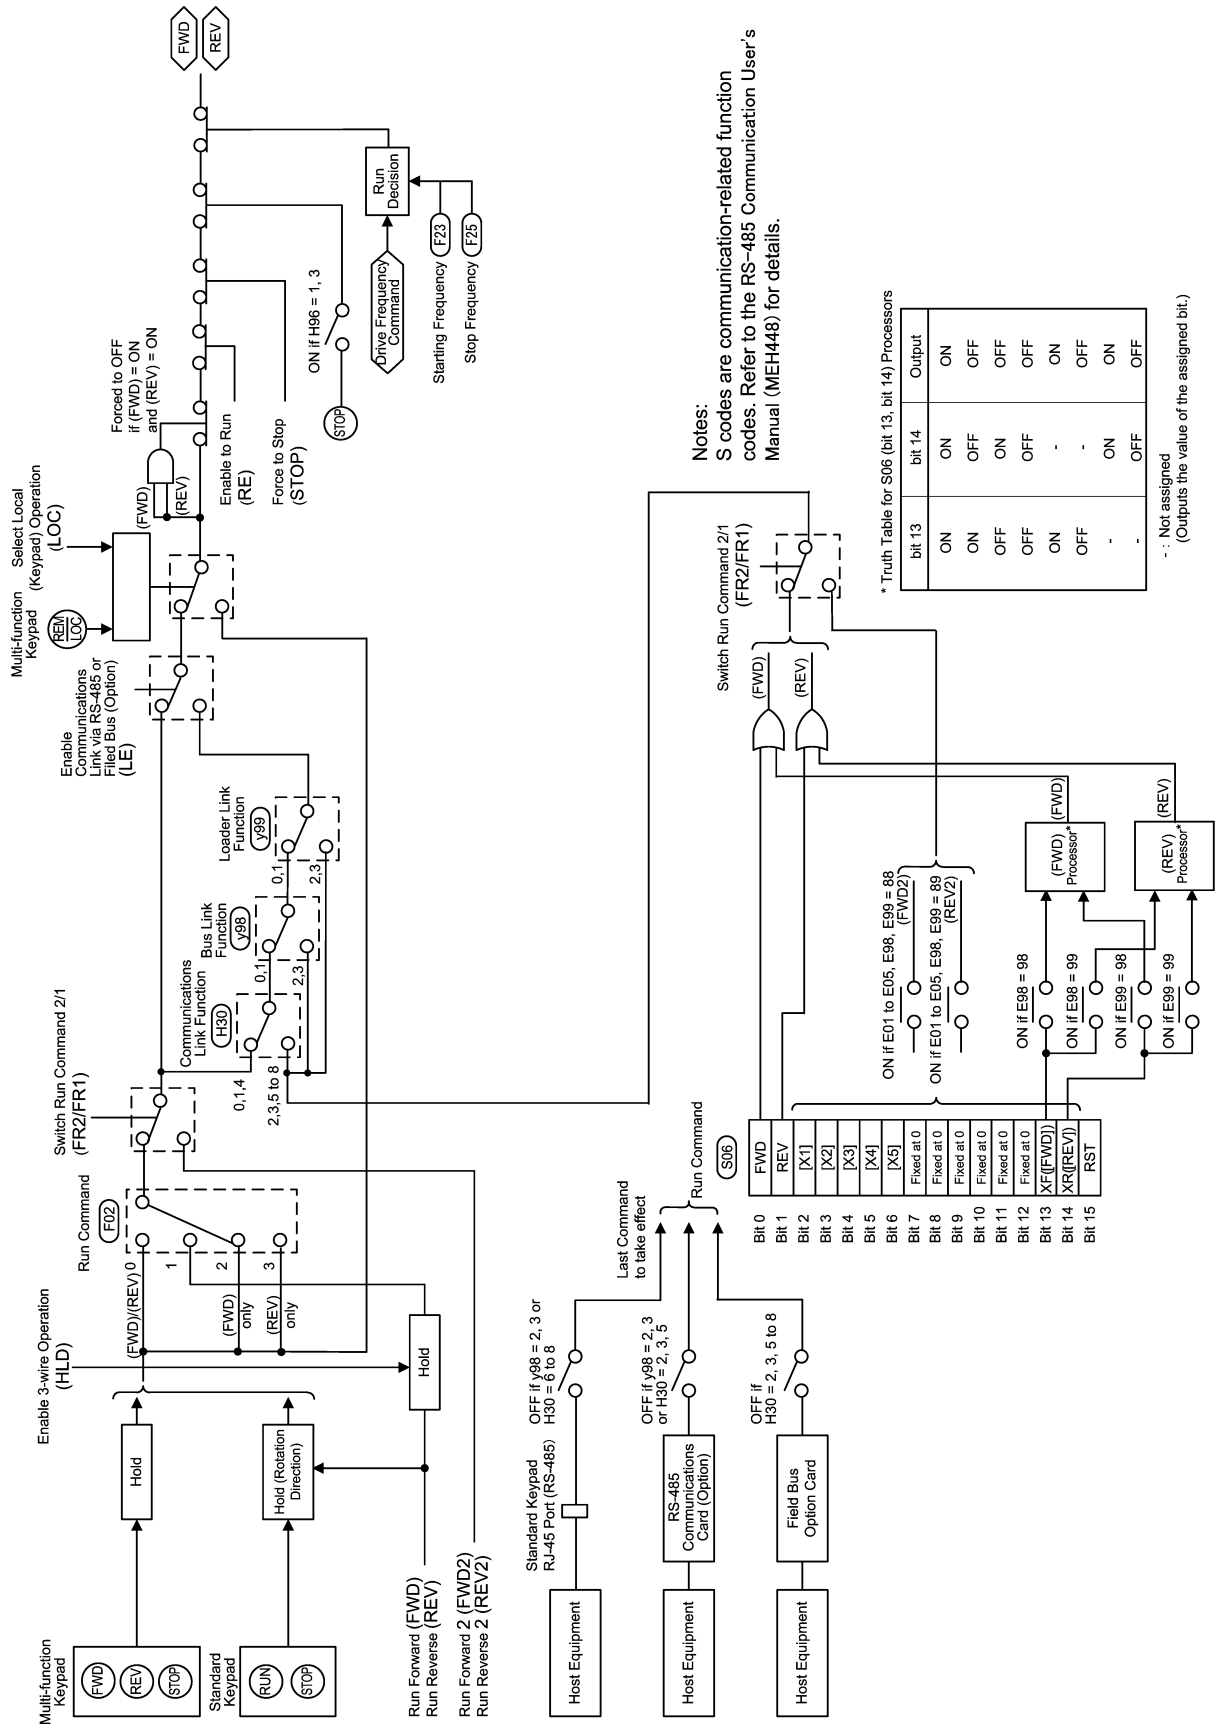 Multi-function
Keypad
FWD
REV
STOP
Standard
Keypad
RUN
STOP
Hold
Hold (Rotation
Direction)
Run Forward (FWD)
Run Reverse (REV)
Run Forward 2 (FWD2)
Run Reverse 2 (REV2)
Enable 3-wire Operation
(HLD)
Hold
(FWD)/(REV)
(FWD)
only
(REV)
only
Run Command
F02
0
1
2
3
Switch Run Command 2/1
(FR2/FR1)
Communications
Link Function
H30
0,1,4
2,3,5 to 8
Bus Link
Function
y98
0,1
2,3
Loader Link
Function
y99
0,1
2,3
Enable
Communications
Link via RS-485 or
Filed Bus (Option)
(LE)
Multi-function
Keypad
REM
LOC
Select Local
(Keypad) Operation
(LOC)
(FWD)
(REV)
Forced to OFF
if (FWD) = ON
and (REV) = ON
Enable to Run
(RE)
Force to Stop
(STOP)
STOP
ON if H96 = 1, 3
Drive Frequency
Command
Run
Decision
Starting Frequency
F23
Stop Frequency
F25
FWD
REV
Host Equipment
Standard Keypad
RJ-45 Port (RS-485)
OFF if y98 = 2, 3 or
H30 = 6 to 8
Host Equipment
RS-485
Communications
Card (Option)
OFF if y98 = 2, 3
or H30 = 2, 3, 5
Host Equipment
Field Bus
Option Card
OFF if
H30 = 2, 3, 5 to 8
Last Command
to take effect
Run Command
S06
Bit 0 FWD
Bit 1 REV
Bit 2 [X1]
Bit 3 [X2]
Bit 4 [X3]
Bit 5 [X4]
Bit 6 [X5]
Bit 7 Fixed at 0
Bit 8 Fixed at 0
Bit 9 Fixed at 0
Bit 10 Fixed at 0
Bit 11 Fixed at 0
Bit 12 Fixed at 0
Bit 13 XF([FWD])
Bit 14 XR([REV])
Bit 15 RST
ON if E01 to E05, E98, E99 = 88
(FWD2)
ON if E01 to E05, E98, E99 = 89
(REV2)
ON if E98 = 98
ON if E98 = 99
ON if E99 = 98
ON if E99 = 99
(FWD)
Processor*
(REV)
Processor*
(FWD)
(REV)
(FWD)
(REV)
Switch Run Command 2/1
(FR2/FR1)
Notes:
S codes are communication-related function
codes. Refer to the RS-485 Communication User's
Manual (MEH448) for details.
* Truth Table for S06 (bit 13, bit 14) Processors
bit 13 bit 14 Output
ON ON ON
ON OFF OFF
OFF ON OFF
OFF OFF OFF
ON - ON
OFF - OFF
- ON ON
- OFF OFF
- : Not assigned
(Outputs the value of the assigned bit.)